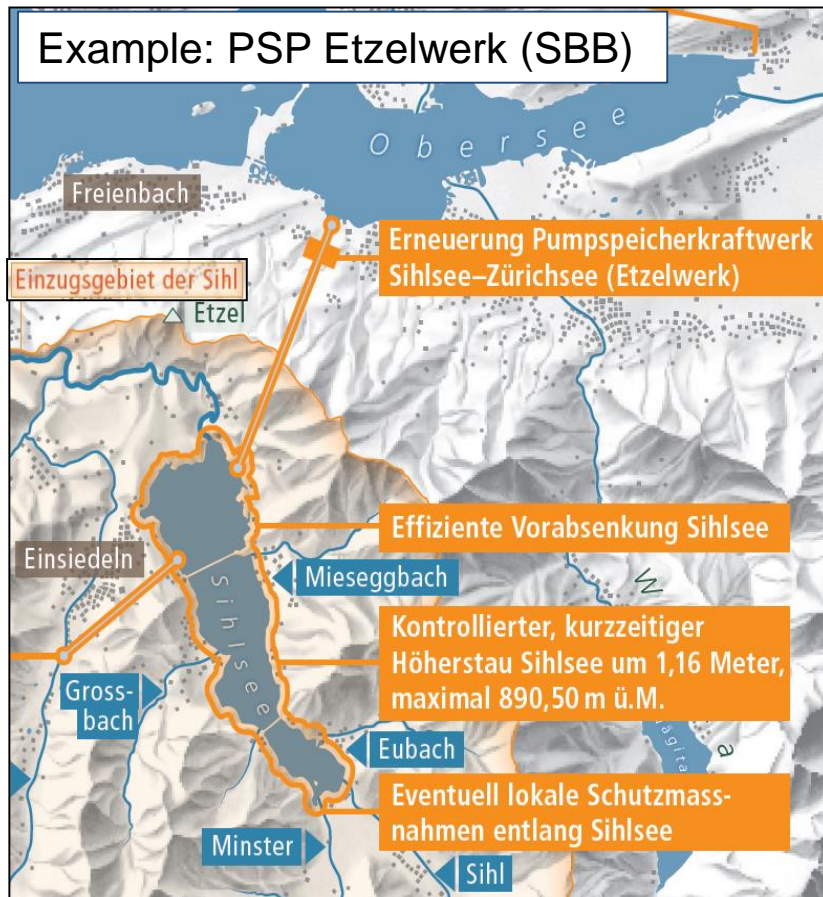 Example: PSP Etzelwerk (SBB)
Obersee
Freienbach
Erneuerung Pumpspeicherkraftwerk
Sihlsee–Zürichsee (Etzelwerk)
Einzugsgebiet der Sihl
Etzel
Effiziente Vorabsenkung Sihlsee
Einsiedeln
Sihlsee
Mieseggbach
W
a
Kontrollierter, kurzzeitiger
Höherstau Sihlsee um 1,16 Meter,
maximal 890,50 m ü.M.
Gross-
bach
Eubach
Eventuell lokale Schutzmass-
nahmen entlang Sihlsee
Minster
Sihl